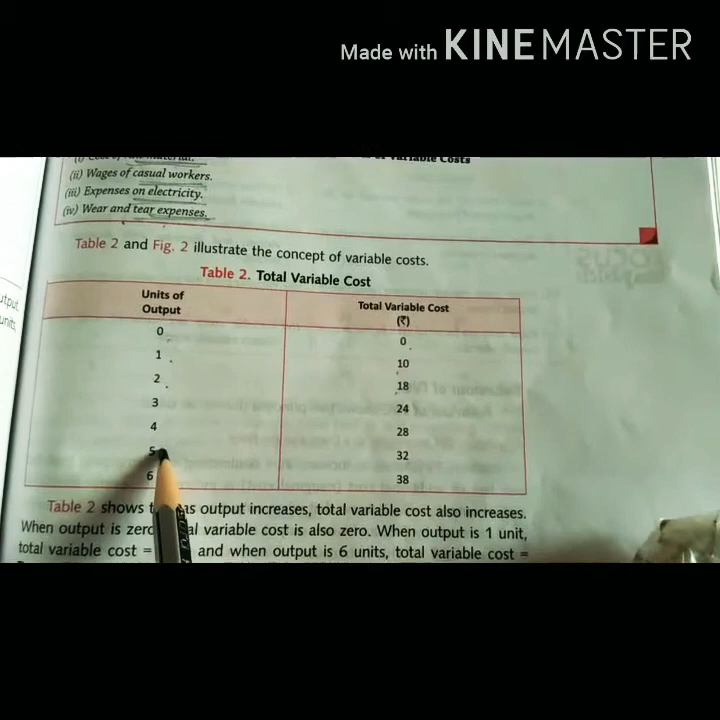 Made with KINEMASTER
Variable Costs
(ii) Wages of casual workers.
(iii) Expenses on electricity.
(iv) Wear and tear expenses.
Table 2 and Fig. 2 illustrate the concept of variable costs.
Table 2. Total Variable Cost
Units of Output Total Variable Cost (₹)
0 0
1 10
2 18
3 24
4 28
5 32
6 38
Table 2 shows as output increases, total variable cost also increases.
When output is variable cost is also zero. When output is 1 unit,
total variable cost = and when output is 6 units, total variable cost =